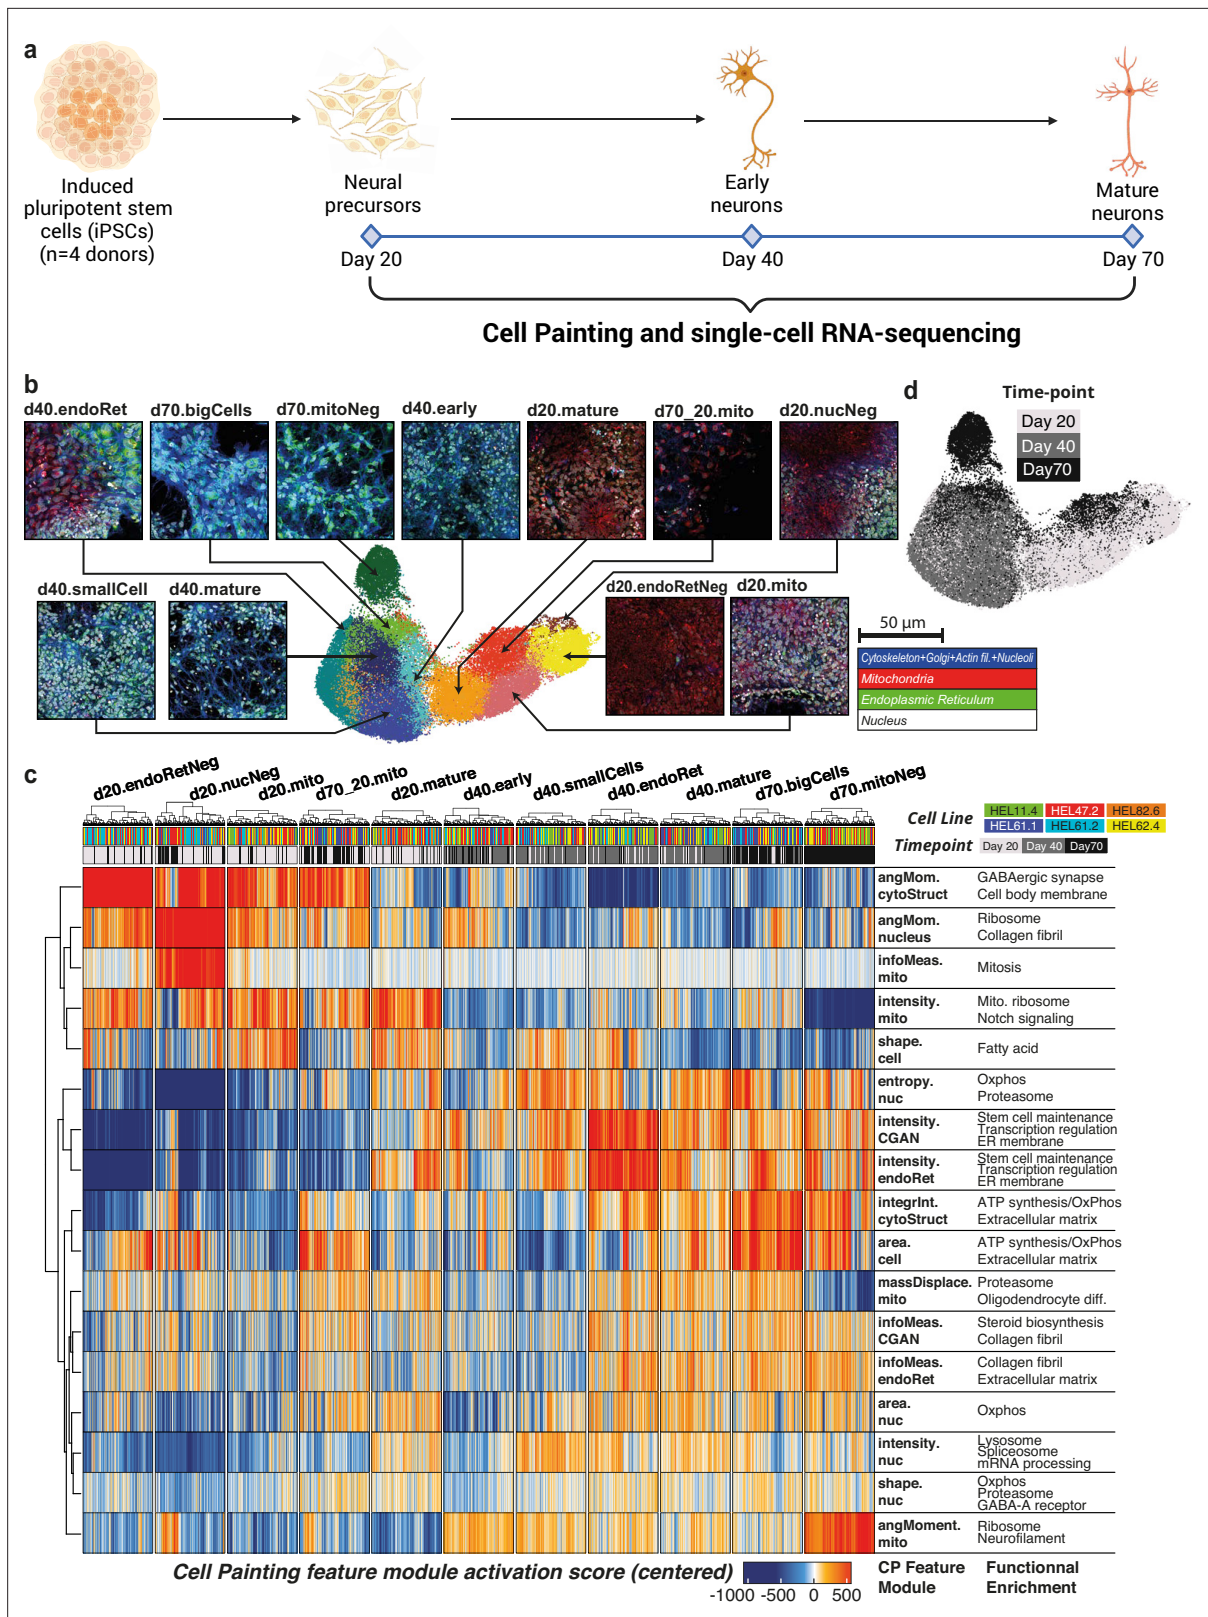 a
Induced
pluripotent stem
cells (iPSCs)
(n=4 donors)
Neural
precursors
Early
neurons
Mature
neurons
Day 20
Day 40
Day 70
Cell Painting and single-cell RNA-sequencing
b
d40.endoRet
d70.bigCells
d70.mitoNeg
d40.early
d20.mature
d70_20.mito
d20.nucNeg
d40.smallCell
d40.mature
d20.endoRetNeg
d20.mito
d
Time-point
Day 20
Day 40
Day70
50 μm
Cytoskeleton+Golgi+Actin fil.+Nucleoli
Mitochondria
Endoplasmic Reticulum
Nucleus
c
d20.endoRetNeg
d20.nucNeg
d20.mito
d70_20.mito
d20.mature
d40.early
d40.smallCells
d40.endoRet
d40.mature
d70.bigCells
d70.mitoNeg
Cell Line
HEL11.4 HEL47.2 HEL82.6
HEL61.1 HEL61.2 HEL62.4
Timepoint
Day 20 Day 40 Day70
angMom.
cytoStruct
GABAergic synapse
Cell body membrane
angMom.
nucleus
Ribosome
Collagen fibril
infoMeas.
mito
Mitosis
intensity.
mito
Mito. ribosome
Notch signaling
shape.
cell
Fatty acid
entropy.
nuc
Oxphos
Proteasome
intensity.
CGAN
Stem cell maintenance
Transcription regulation
ER membrane
intensity.
endoRet
Stem cell maintenance
Transcription regulation
ER membrane
integrInt.
cytoStruct
ATP synthesis/OxPhos
Extracellular matrix
area.
cell
ATP synthesis/OxPhos
Extracellular matrix
massDisplace.
mito
Proteasome
Oligodendrocyte diff.
infoMeas.
CGAN
Steroid biosynthesis
Collagen fibril
infoMeas.
endoRet
Collagen fibril
Extracellular matrix
area.
nuc
Oxphos
intensity.
nuc
Lysosome
Spliceosome
mRNA processing
shape.
nuc
Oxphos
Proteasome
GABA-A receptor
angMoment.
mito
Ribosome
Neurofilament
Cell Painting feature module activation score (centered)
-1000 -500 0 500
CP Feature
Module
Functionnal
Enrichment